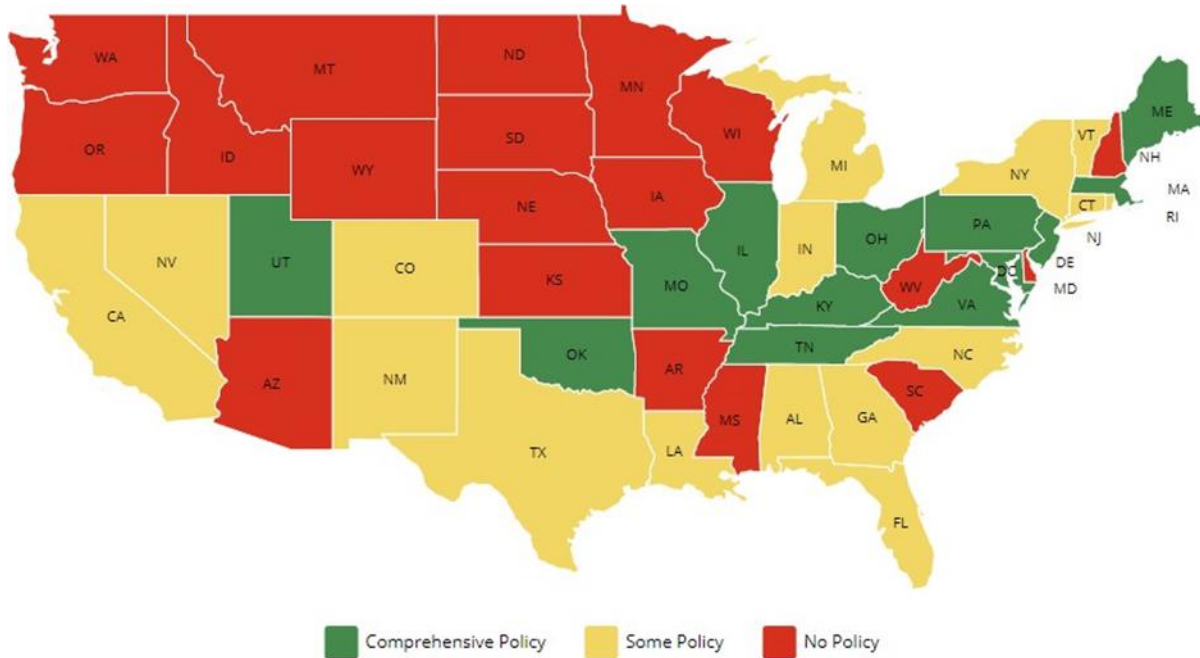 WA
MT
ND
MN
ME
OR
ID
SD
WI
VT
NH
WY
MI
NY
MA
IA
NE
CT
RI
PA
NJ
OH
NV
UT
CO
IL
IN
DC
DE
KS
MO
WV
MD
CA
KY
VA
TN
OK
NC
AZ
NM
AR
SC
MS
AL
GA
TX
LA
FL
Comprehensive Policy Some Policy No Policy